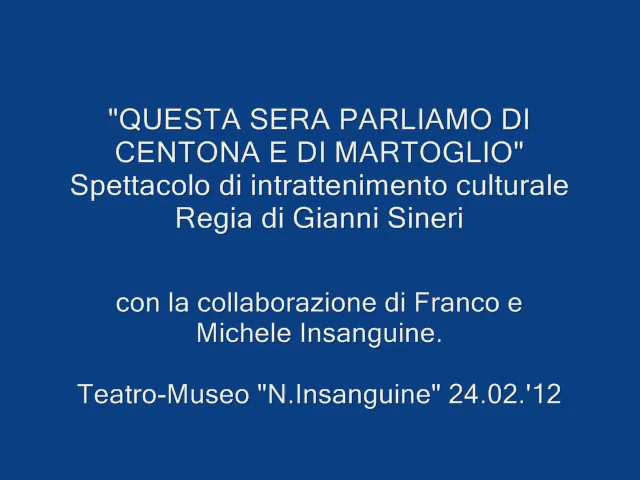 "QUESTA SERA PARLIAMO DI
CENTONA E DI MARTOGLIO"
Spettacolo di intrattenimento culturale
Regia di Gianni Sineri
con la collaborazione di Franco e
Michele Insanguine.
Teatro-Museo "N.Insanguine" 24.02.'12